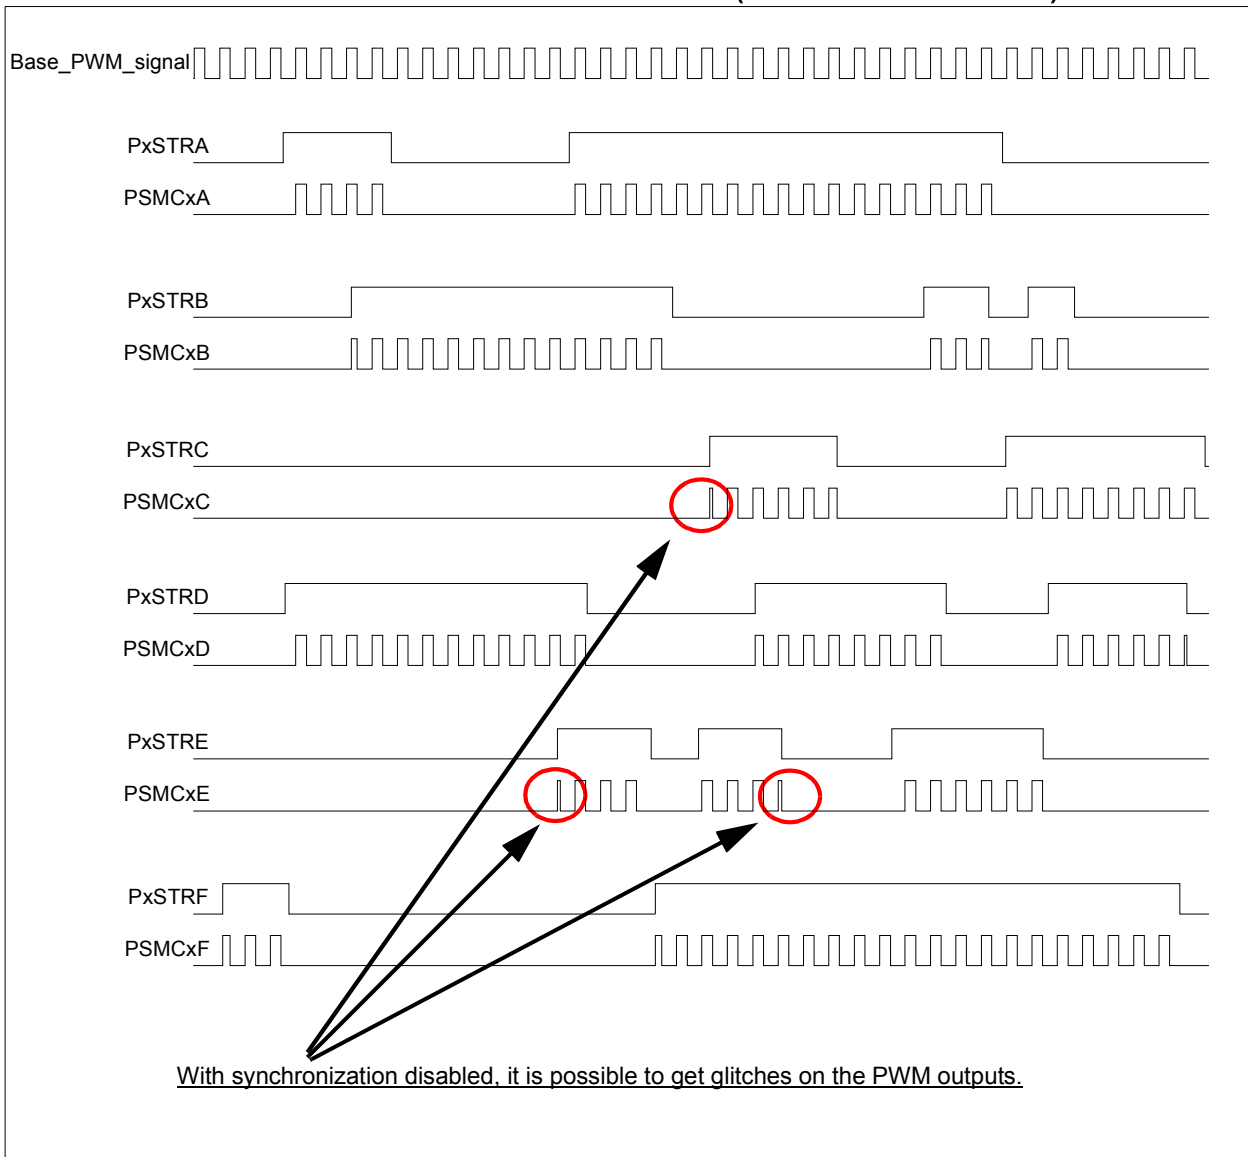 Base_PWM_signal
PxSTRA
PSMCxA
PxSTRB
PSMCxB
PxSTRC
PSMCxC
PxSTRD
PSMCxD
PxSTRE
PSMCxE
PxSTRF
PSMCxF
With synchronization disabled, it is possible to get glitches on the PWM outputs.